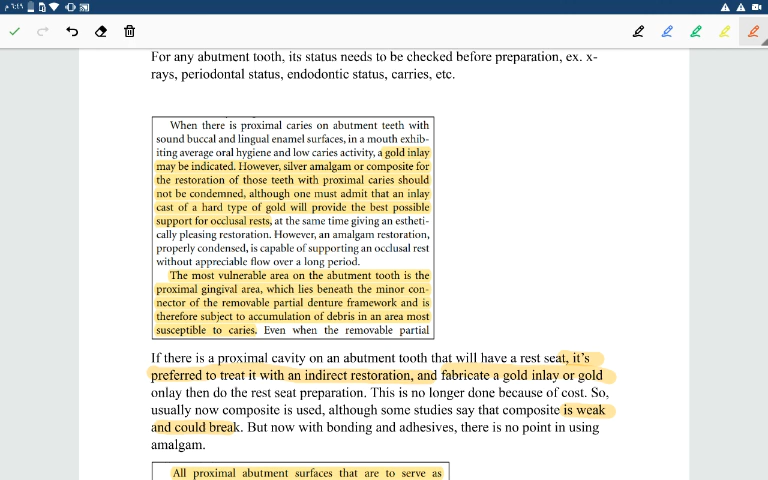 ٦:٤٩ م
For any abutment tooth, its status needs to be checked before preparation, ex. x-
rays, periodontal status, endodontic status, carries, etc.
When there is proximal caries on abutment teeth with
sound buccal and lingual enamel surfaces, in a mouth exhib-
iting average oral hygiene and low caries activity, a gold inlay
may be indicated. However, silver amalgam or composite for
the restoration of those teeth with proximal caries should
not be condemned, although one must admit that an inlay
cast of a hard type of gold will provide the best possible
support for occlusal rests, at the same time giving an estheti-
cally pleasing restoration. However, an amalgam restoration,
properly condensed, is capable of supporting an occlusal rest
without appreciable flow over a long period.
The most vulnerable area on the abutment tooth is the
proximal gingival area, which lies beneath the minor con-
nector of the removable partial denture framework and is
therefore subject to accumulation of debris in an area most
susceptible to caries. Even when the removable partial
If there is a proximal cavity on an abutment tooth that will have a rest seat, it’s
preferred to treat it with an indirect restoration, and fabricate a gold inlay or gold
onlay then do the rest seat preparation. This is no longer done because of cost. So,
usually now composite is used, although some studies say that composite is weak
and could break. But now with bonding and adhesives, there is no point in using
amalgam.
All proximal abutment surfaces that are to serve as